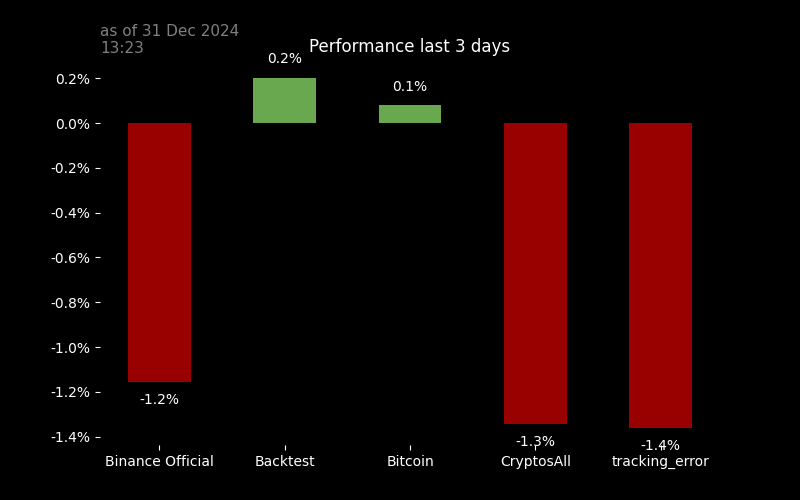 as of 31 Dec 2024
13:23
Performance last 3 days
0.2%
0.1%
0.2%
0.0%
-0.2%
-0.4%
-0.6%
-0.8%
-1.0%
-1.2%
-1.4%
-1.2%
-1.3%
-1.4%
Binance Official
Backtest
Bitcoin
CryptosAll
tracking_error